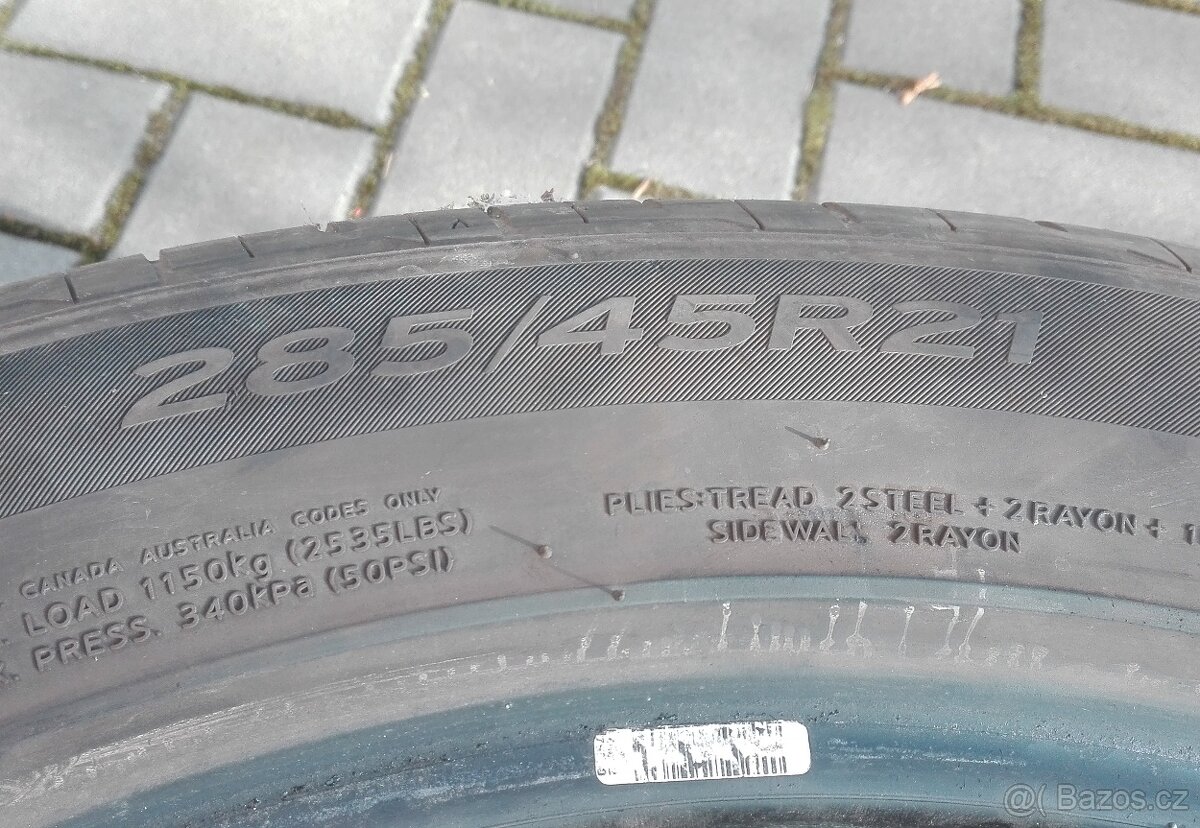 285/45R21
CANADA AUSTRALIA CODES ONLY
LOAD 1150kg (2535LBS)
PRESS. 340kPa (50PSI)
PLIES:TREAD 2STEEL + 2RAYON + 1
SIDEWALL 2RAYON
@( Bazos.cz